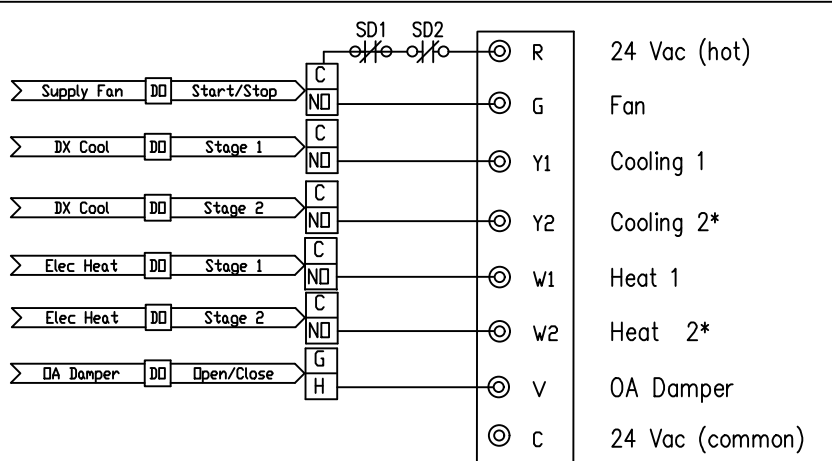 SD1 SD2
R 24 Vac (hot)
C
Supply Fan DO Start/Stop
NO G Fan
C
DX Cool DO Stage 1
NO Y1 Cooling 1
C
DX Cool DO Stage 2
NO Y2 Cooling 2*
C
Elec Heat DO Stage 1
NO W1 Heat 1
C
Elec Heat DO Stage 2
NO W2 Heat 2*
G
OA Damper DO Open/Close
H V OA Damper
C 24 Vac (common)